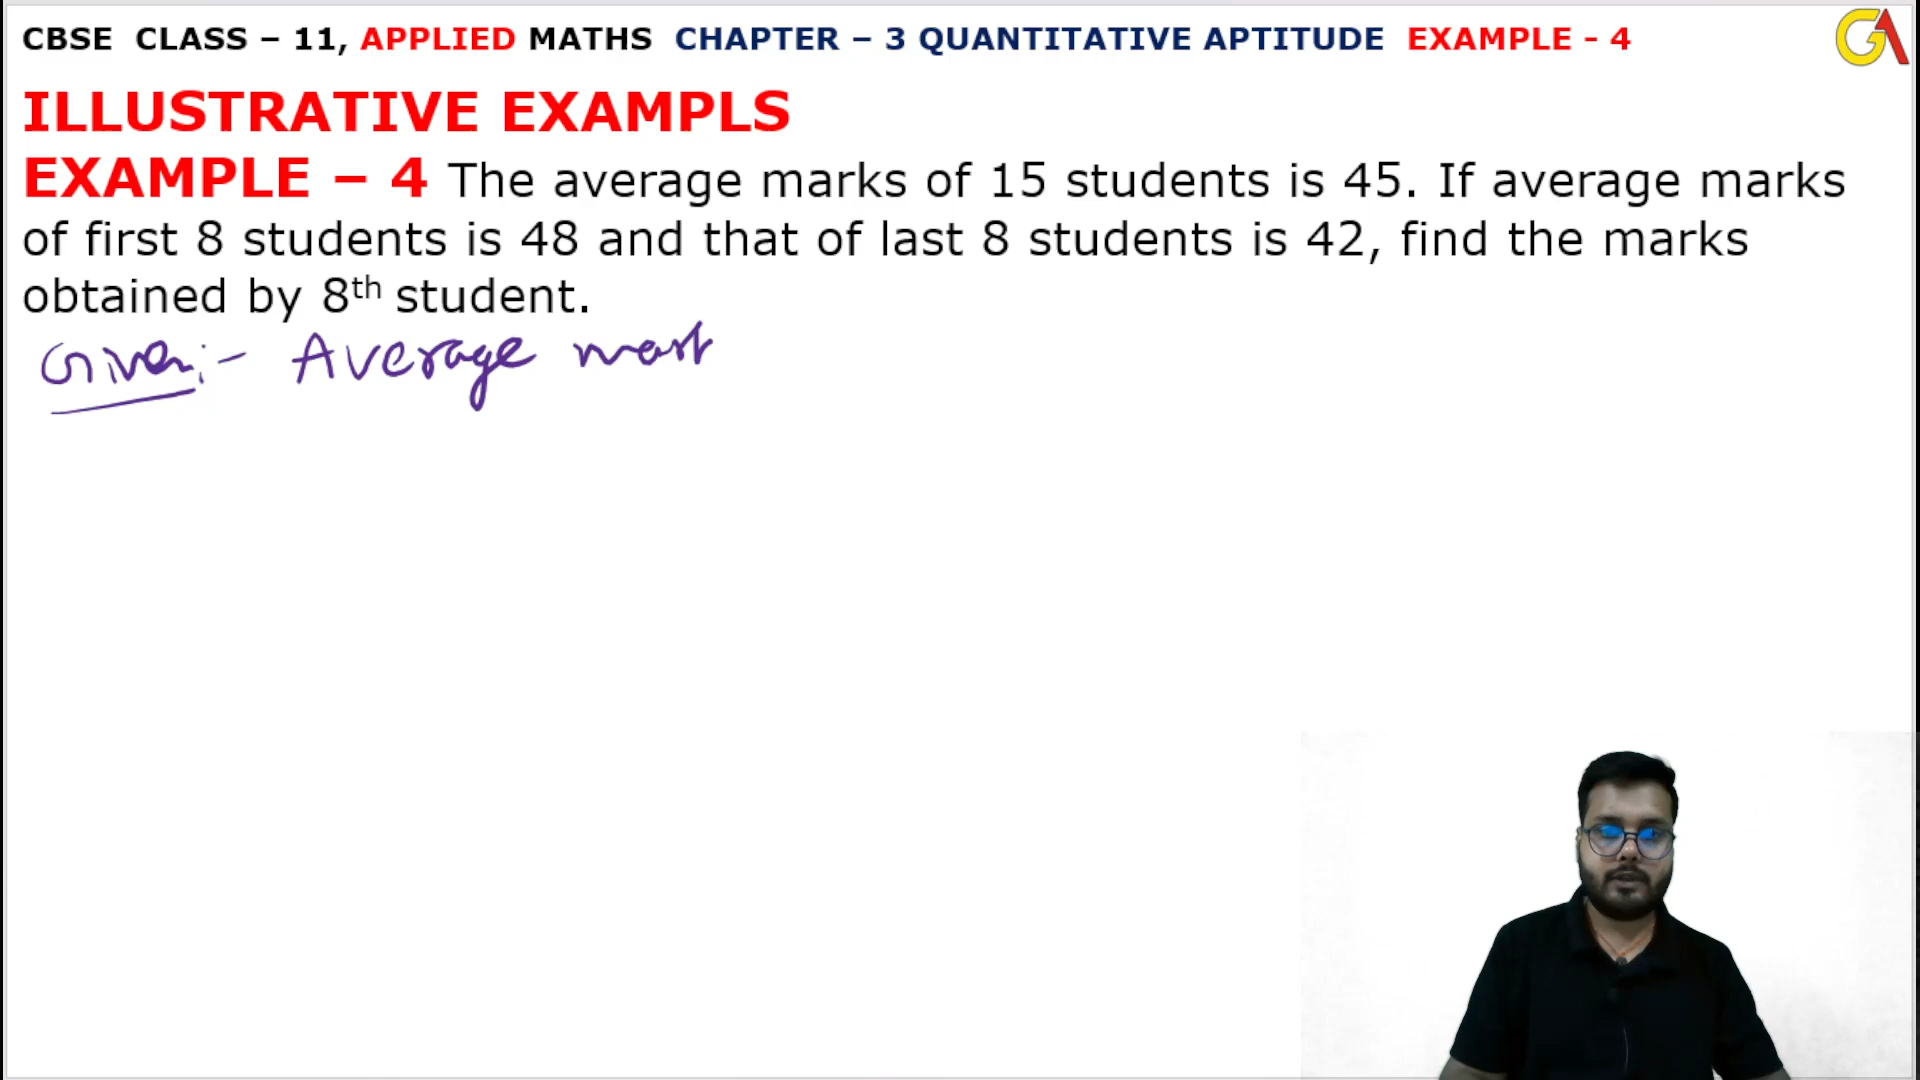 CBSE CLASS – 11, APPLIED MATHS CHAPTER – 3 QUANTITATIVE APTITUDE EXAMPLE - 4
GA
ILLUSTRATIVE EXAMPLS
EXAMPLE – 4 The average marks of 15 students is 45. If average marks
of first 8 students is 48 and that of last 8 students is 42, find the marks
obtained by 8th student.
Given:- Average mark